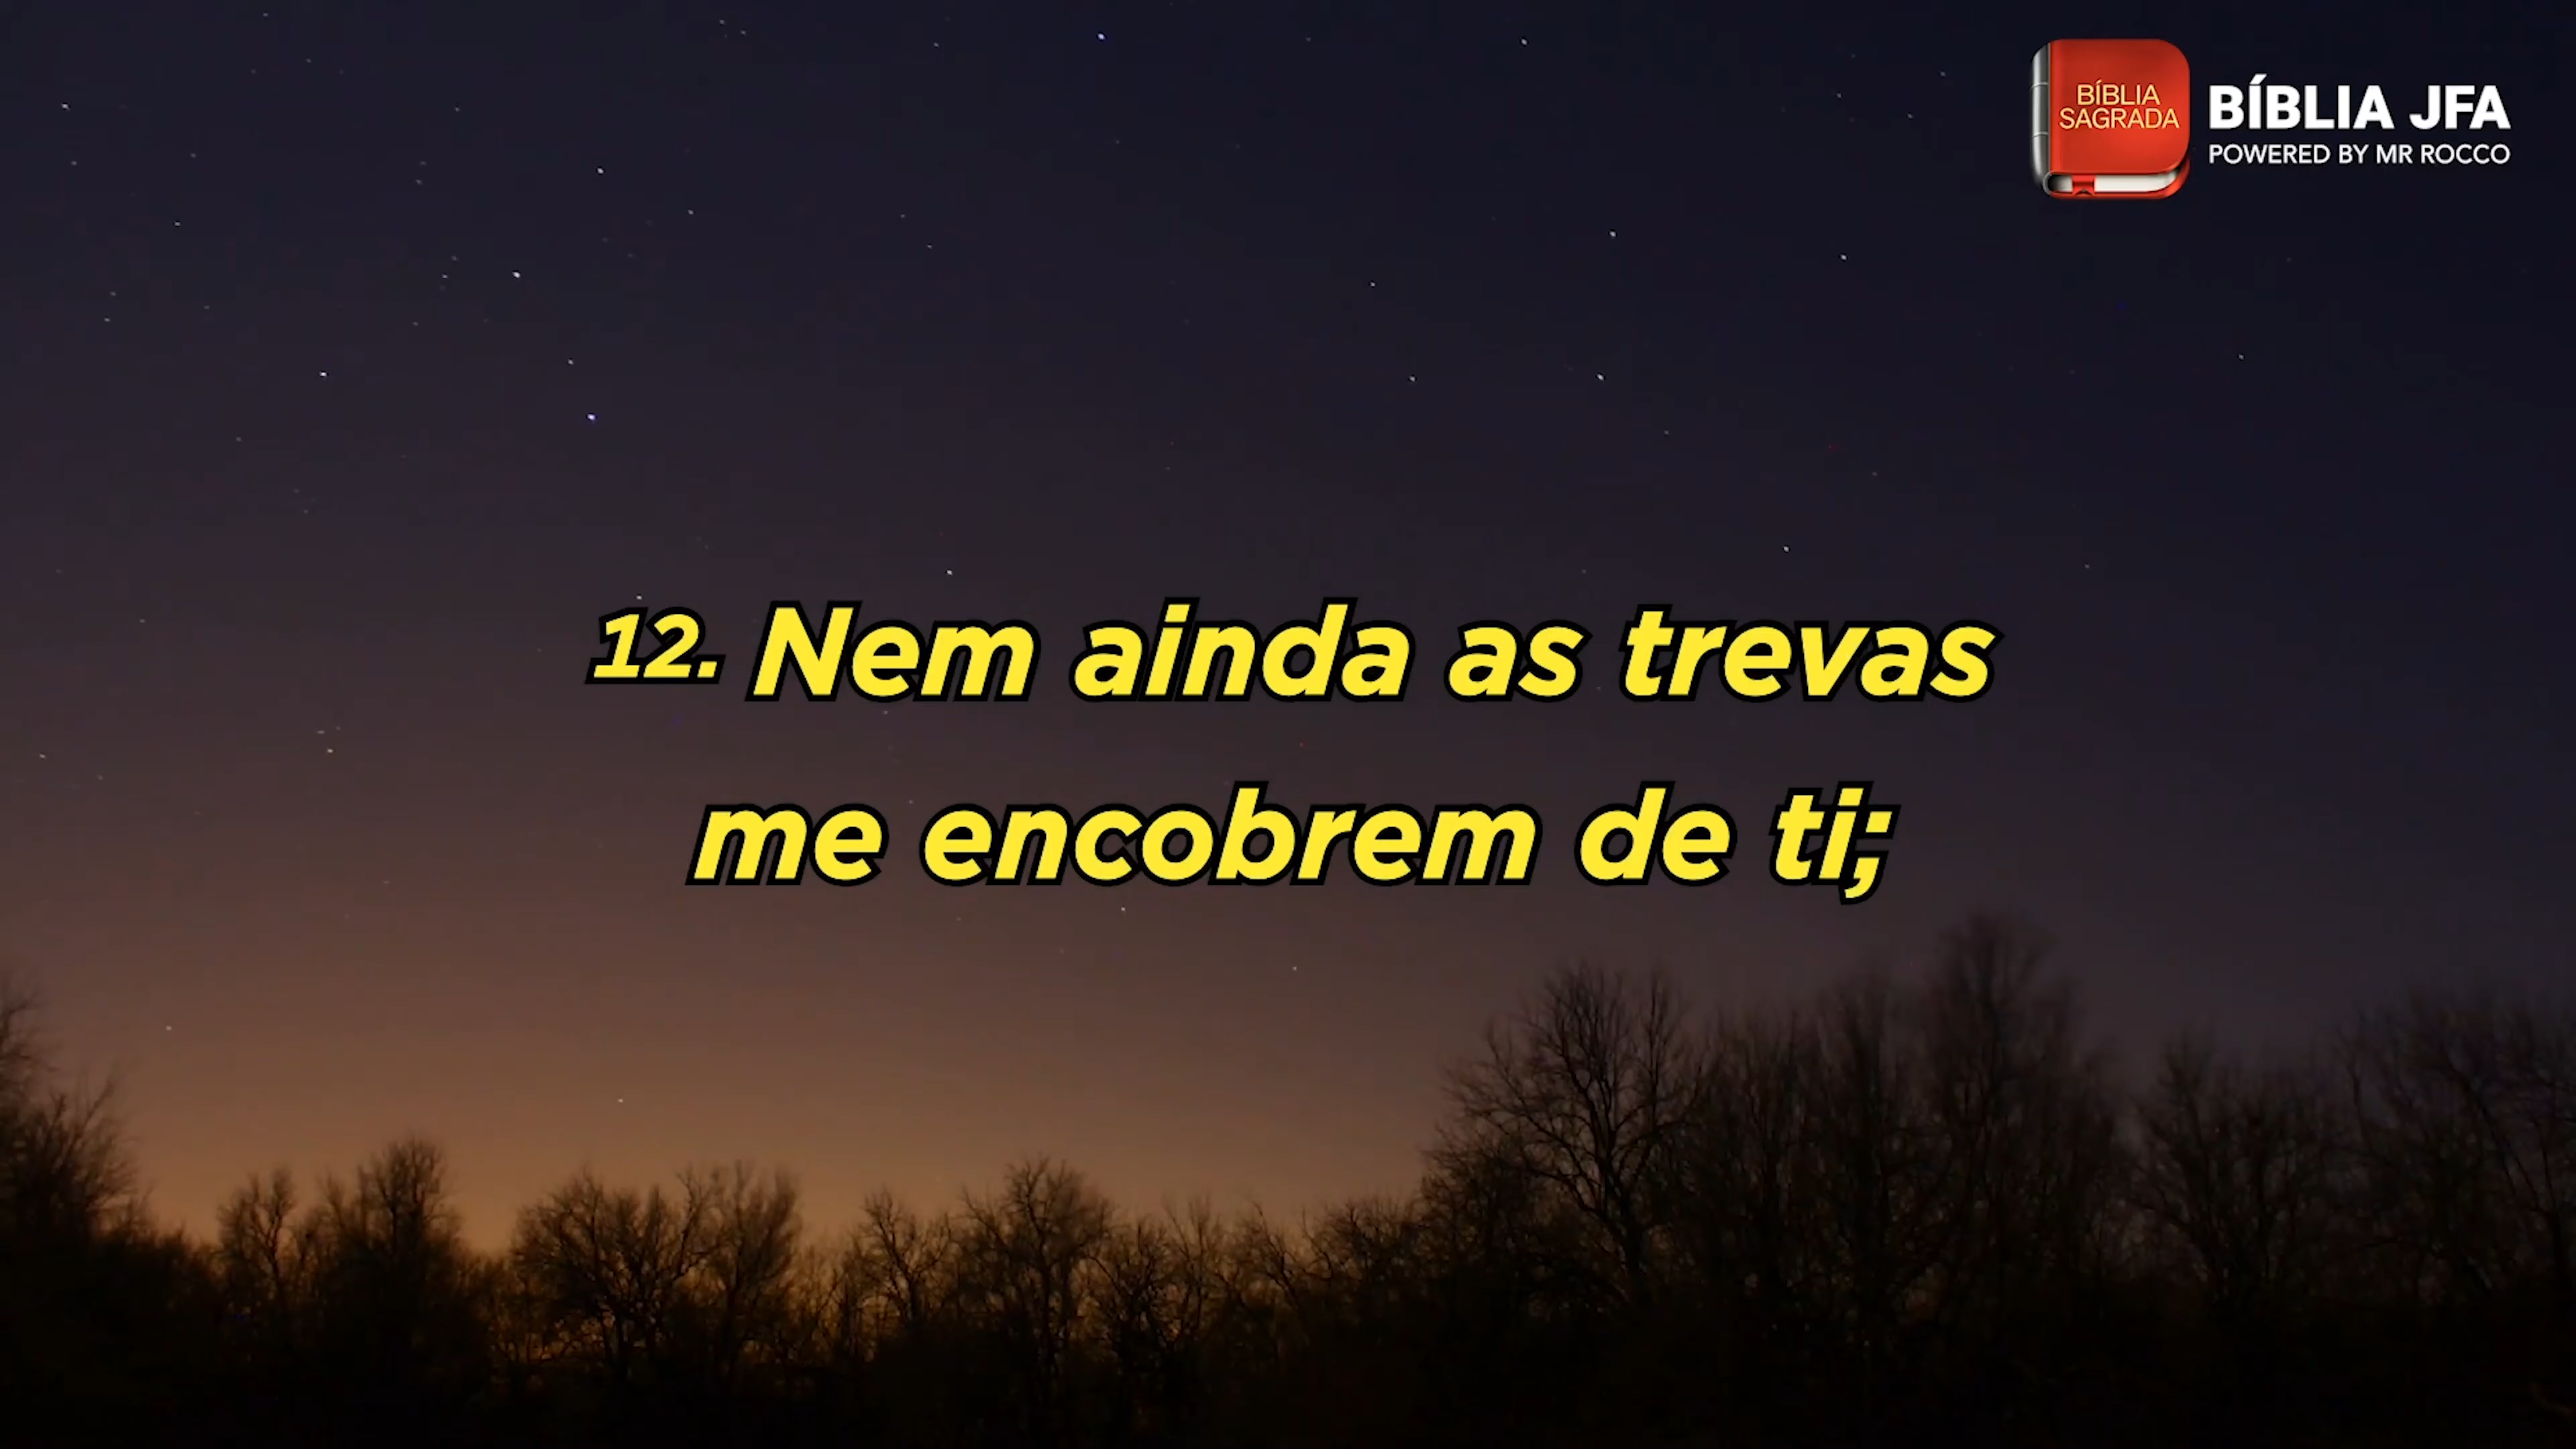 BÍBLIA
SAGRADA
BÍBLIA JFA
POWERED BY MR ROCCO
12. Nem ainda as trevas
me encobrem de ti;